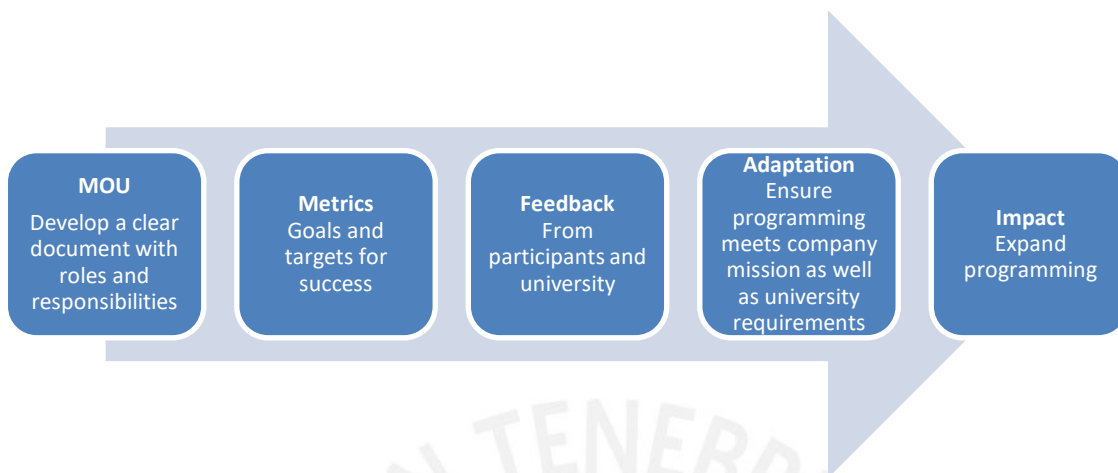 MOU
Develop a clear
document with
roles and
responsibilities
Metrics
Goals and
targets for
success
Feedback
From
participants and
university
Adaptation
Ensure
programming
meets company
mission as well
as university
requirements
Impact
Expand
programming
N TENEBR